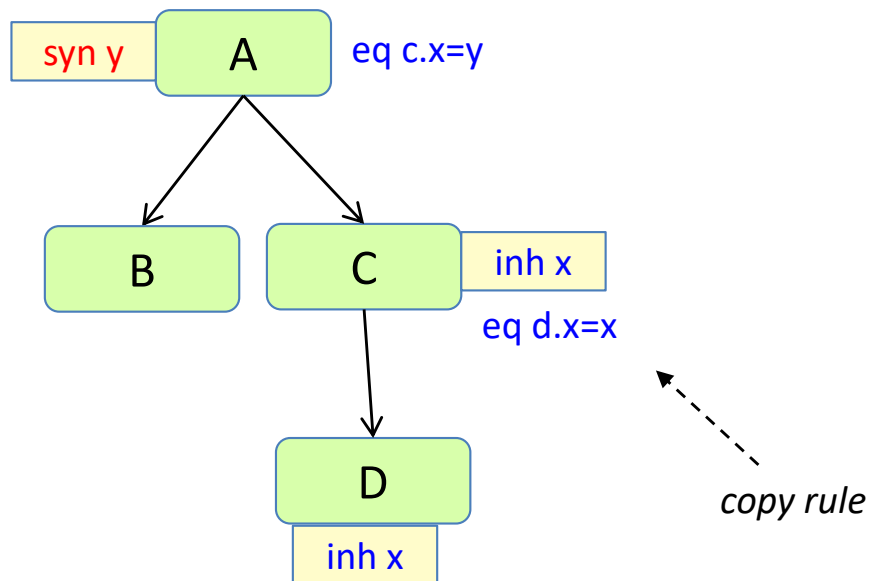 syn y
A
eq c.x=y
B
C
inh x
eq d.x=x
D
copy rule
inh x